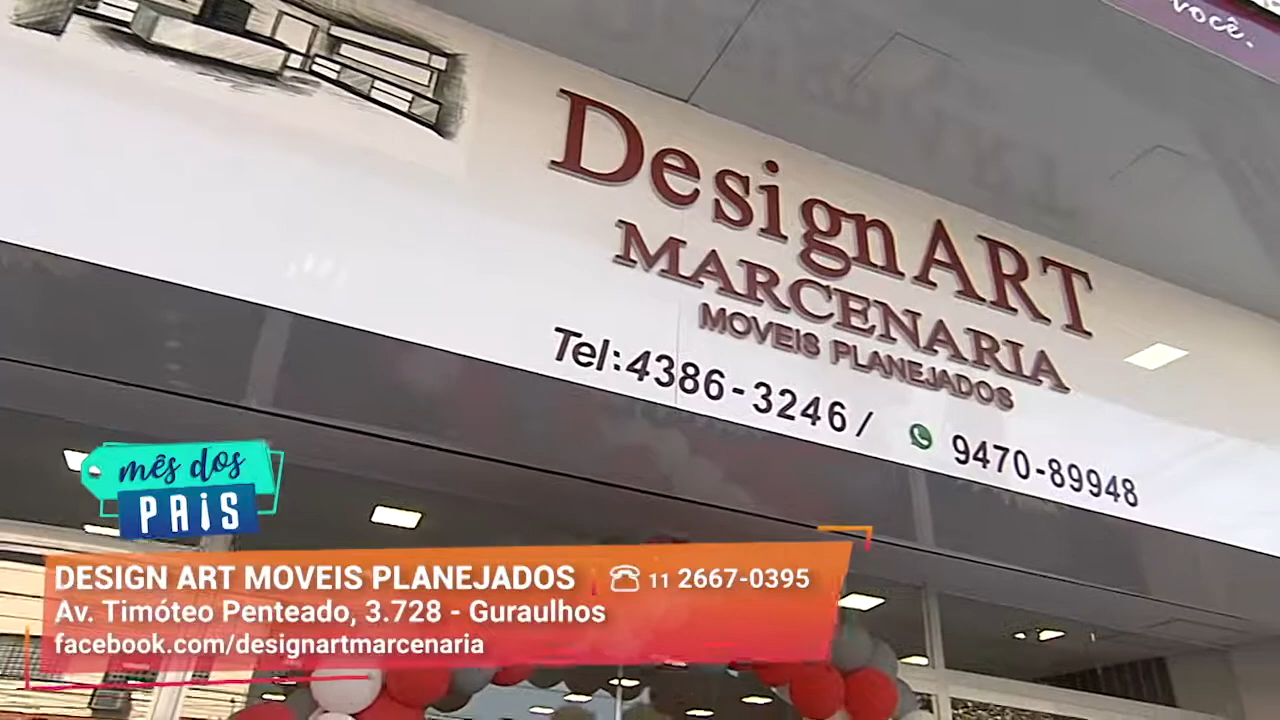 você.
DesignART
MARCENARIA
MOVEIS PLANEJADOS
Tel:4386-3246 / 9470-89948
mês dos
PAIS
DESIGN ART MOVEIS PLANEJADOS 11 2667-0395
Av. Timóteo Penteado, 3.728 - Guraulhos
facebook.com/designartmarcenaria